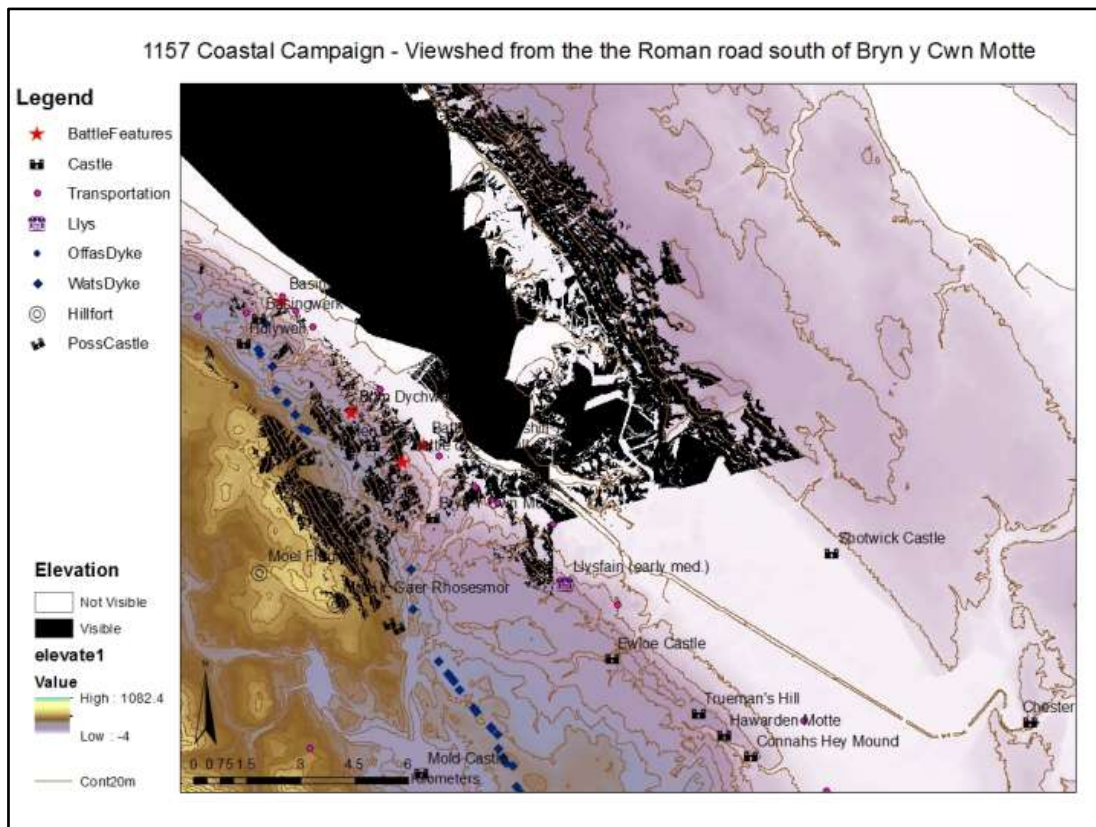 1157 Coastal Campaign - Viewshed from the the Roman road south of Bryn y Cwn Motte
Legend
BattleFeatures
Castle
Transportation
Llys
OffasDyke
WatsDyke
Hillfort
PossCastle
Elevation
Not Visible
Visible
elevate1
Value
High : 1082.4
Low : -4
Cont20m
Basingwerk
Holywell
Bryn
Moel
Gaer Rhosesmor
Llysfain (early med.)
Shotwick Castle
Ewloe Castle
Trueman's Hill
Hawarden Motte
Connahs Hey Mound
Chester
Mold Castle
0 0.75 1.5 3 4.5 6